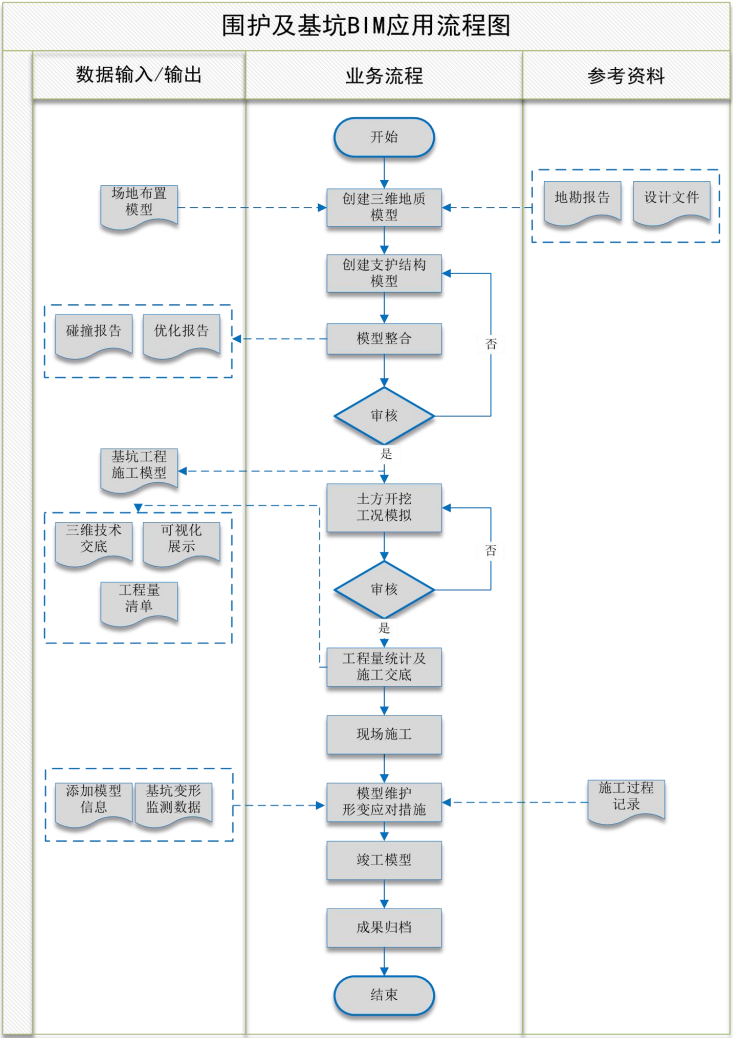 围护及基坑BIM应用流程图
数据输入/输出
业务流程
参考资料
开始
场地布置
模型
创建三维地质
模型
地勘报告
设计文件
创建支护结构
模型
碰撞报告
优化报告
模型整合
否
审核
是
基坑工程
施工模型
土方开挖
工况模拟
三维技术
交底
可视化
展示
否
工程量
清单
审核
是
工程量统计及
施工交底
现场施工
添加模型
信息
基坑变形
监测数据
模型维护
形变应对措施
施工过程
记录
竣工模型
成果归档
结束